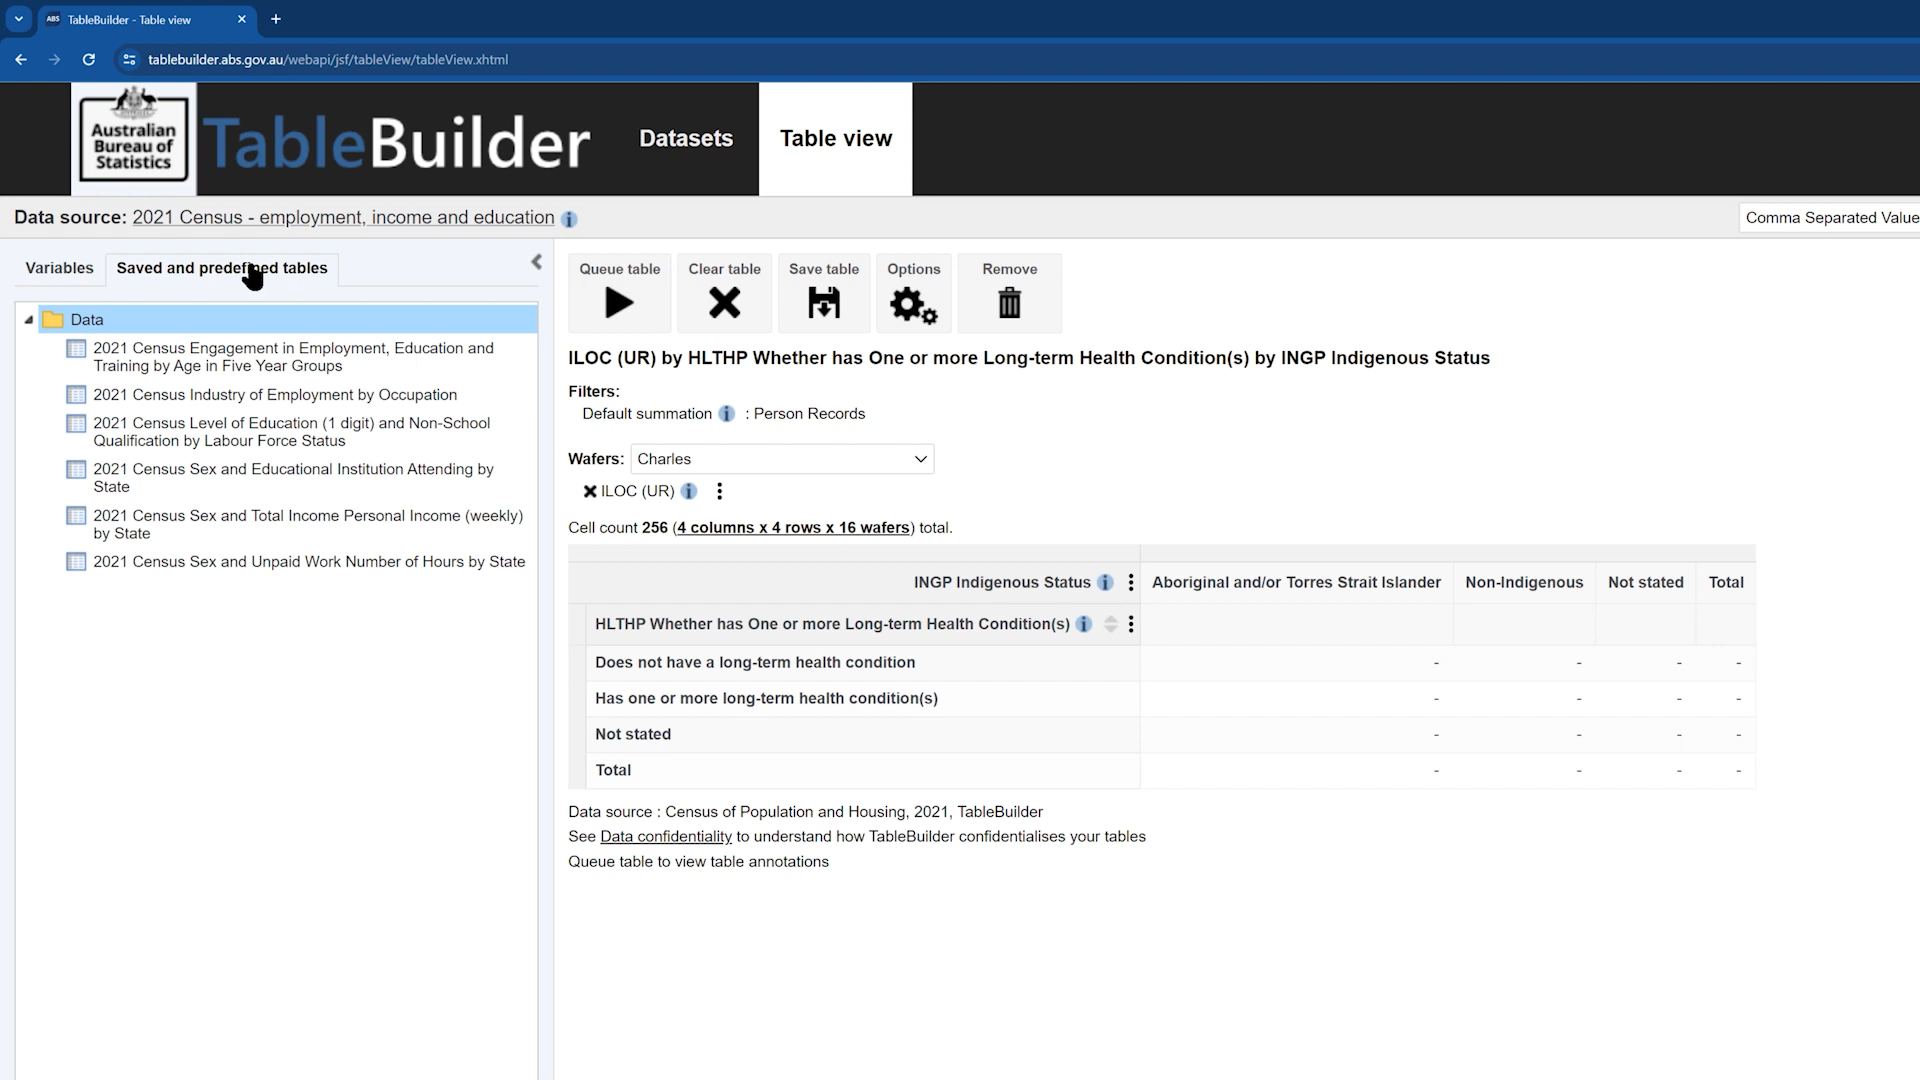 ABS TableBuilder - Table view
tablebuilder.abs.gov.au/webapi/jsf/tableView/tableView.xhtml
Australian
Bureau of
Statistics
TableBuilder
Datasets
Table view
Data source: 2021 Census - employment, income and education
Comma Separated Value
Variables
Saved and predefined tables
Data
2021 Census Engagement in Employment, Education and
Training by Age in Five Year Groups
2021 Census Industry of Employment by Occupation
2021 Census Level of Education (1 digit) and Non-School
Qualification by Labour Force Status
2021 Census Sex and Educational Institution Attending by
State
2021 Census Sex and Total Income Personal Income (weekly)
by State
2021 Census Sex and Unpaid Work Number of Hours by State
Queue table
Clear table
Save table
Options
Remove
ILOC (UR) by HLTHP Whether has One or more Long-term Health Condition(s) by INGP Indigenous Status
Filters:
Default summation i : Person Records
Wafers: Charles
ILOC (UR)
Cell count 256 (4 columns x 4 rows x 16 wafers) total.
INGP Indigenous Status Aboriginal and/or Torres Strait Islander Non-Indigenous Not stated Total
HLTHP Whether has One or more Long-term Health Condition(s)
Does not have a long-term health condition - - - -
Has one or more long-term health condition(s) - - - -
Not stated - - - -
Total - - - -
Data source : Census of Population and Housing, 2021, TableBuilder
See Data confidentiality to understand how TableBuilder confidentialises your tables
Queue table to view table annotations